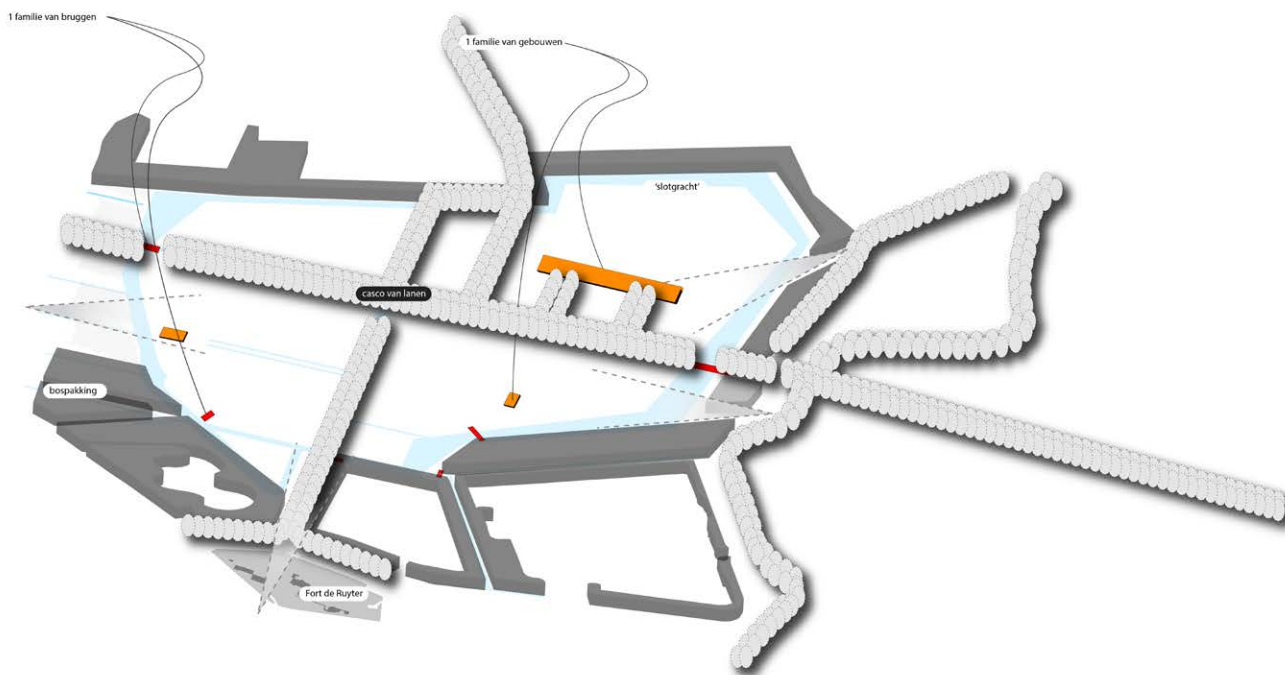 1 familie van bruggen
1 familie van gebouwen
'slotgracht'
casco van lanen
bospakking
Fort de Ruyter